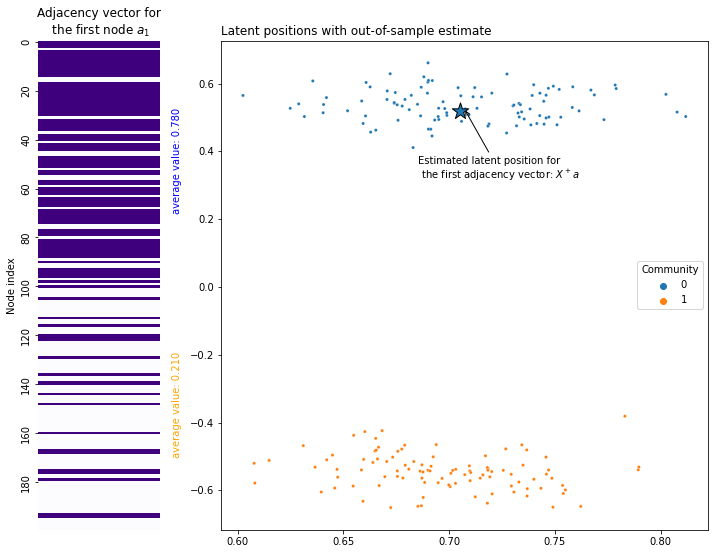 Adjacency vector for
the first node a₁
Node index
0
20
40
60
80
100
120
140
160
180
average value: 0.780
average value: 0.210
Latent positions with out-of-sample estimate
0.6
0.4
0.2
0.0
−0.2
−0.4
−0.6
0.60
0.65
0.70
0.75
0.80
Estimated latent position for
the first adjacency vector: X⁺a
Community
0
1